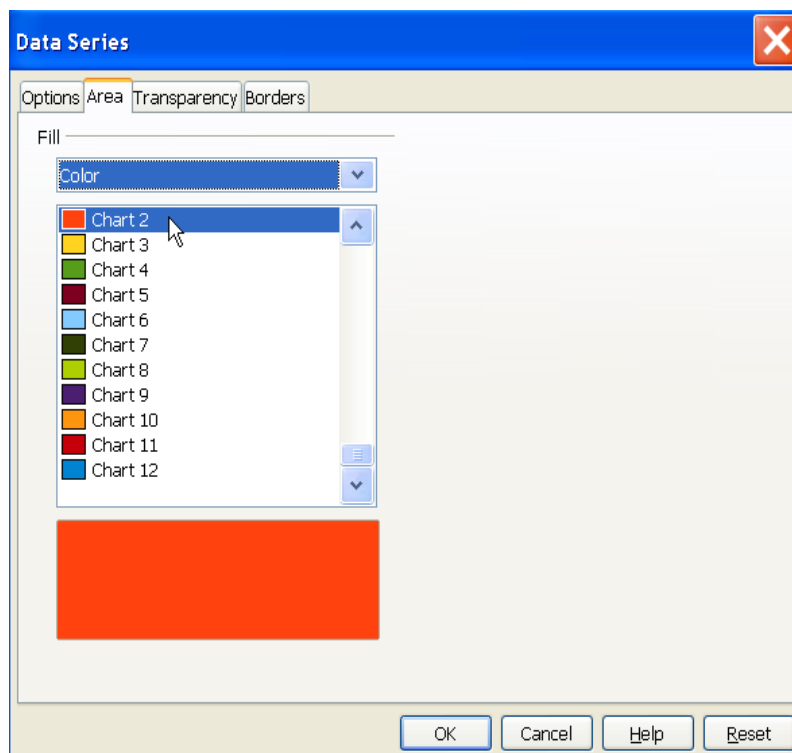 Data Series
Options Area Transparency Borders
Fill
Color
Chart 2
Chart 3
Chart 4
Chart 5
Chart 6
Chart 7
Chart 8
Chart 9
Chart 10
Chart 11
Chart 12
OK Cancel Help Reset